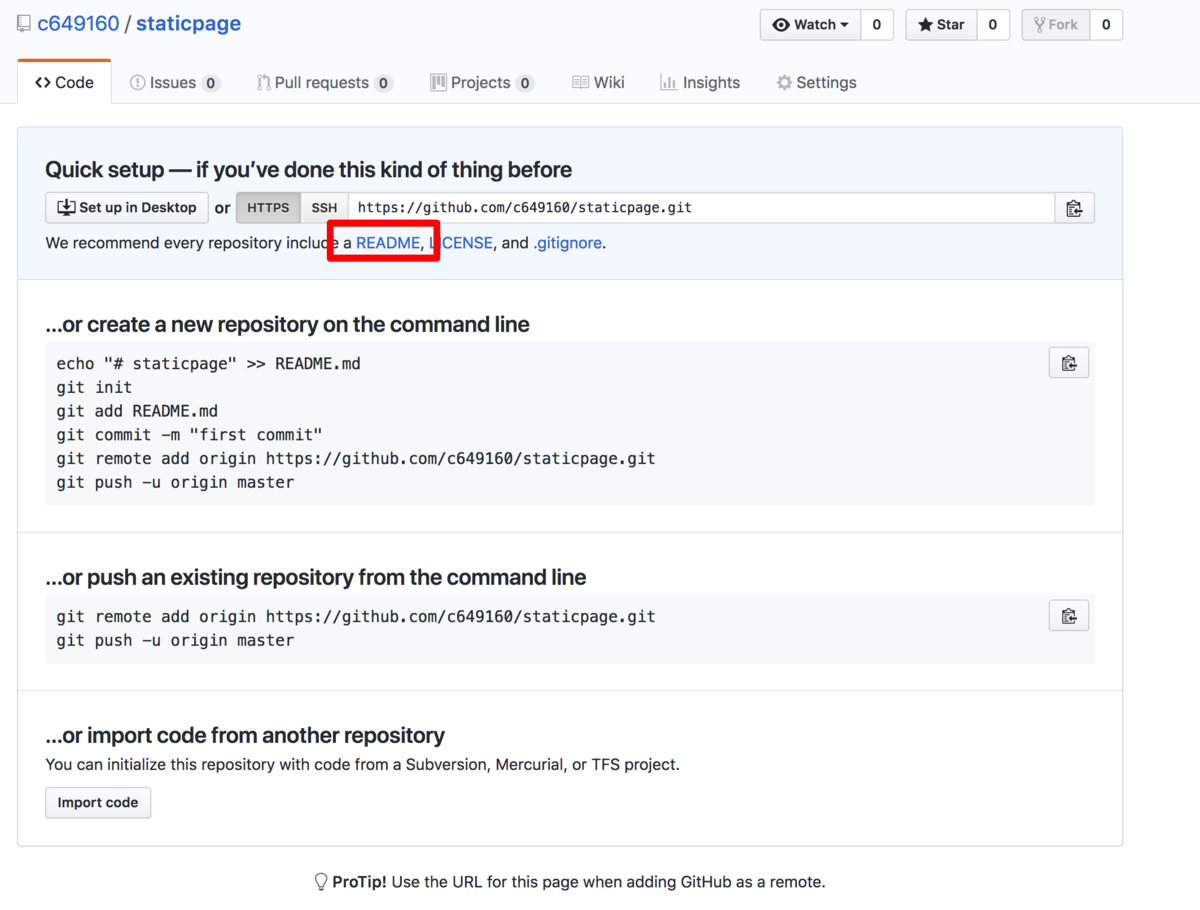 c649160 / staticpage
Watch 0 Star 0 Fork 0
Code Issues 0 Pull requests 0 Projects 0 Wiki Insights Settings
Quick setup — if you’ve done this kind of thing before
Set up in Desktop or HTTPS SSH https://github.com/c649160/staticpage.git
We recommend every repository include a README, LICENSE, and .gitignore.
...or create a new repository on the command line
echo "# staticpage" >> README.md
git init
git add README.md
git commit -m "first commit"
git remote add origin https://github.com/c649160/staticpage.git
git push -u origin master
...or push an existing repository from the command line
git remote add origin https://github.com/c649160/staticpage.git
git push -u origin master
...or import code from another repository
You can initialize this repository with code from a Subversion, Mercurial, or TFS project.
Import code
ProTip! Use the URL for this page when adding GitHub as a remote.